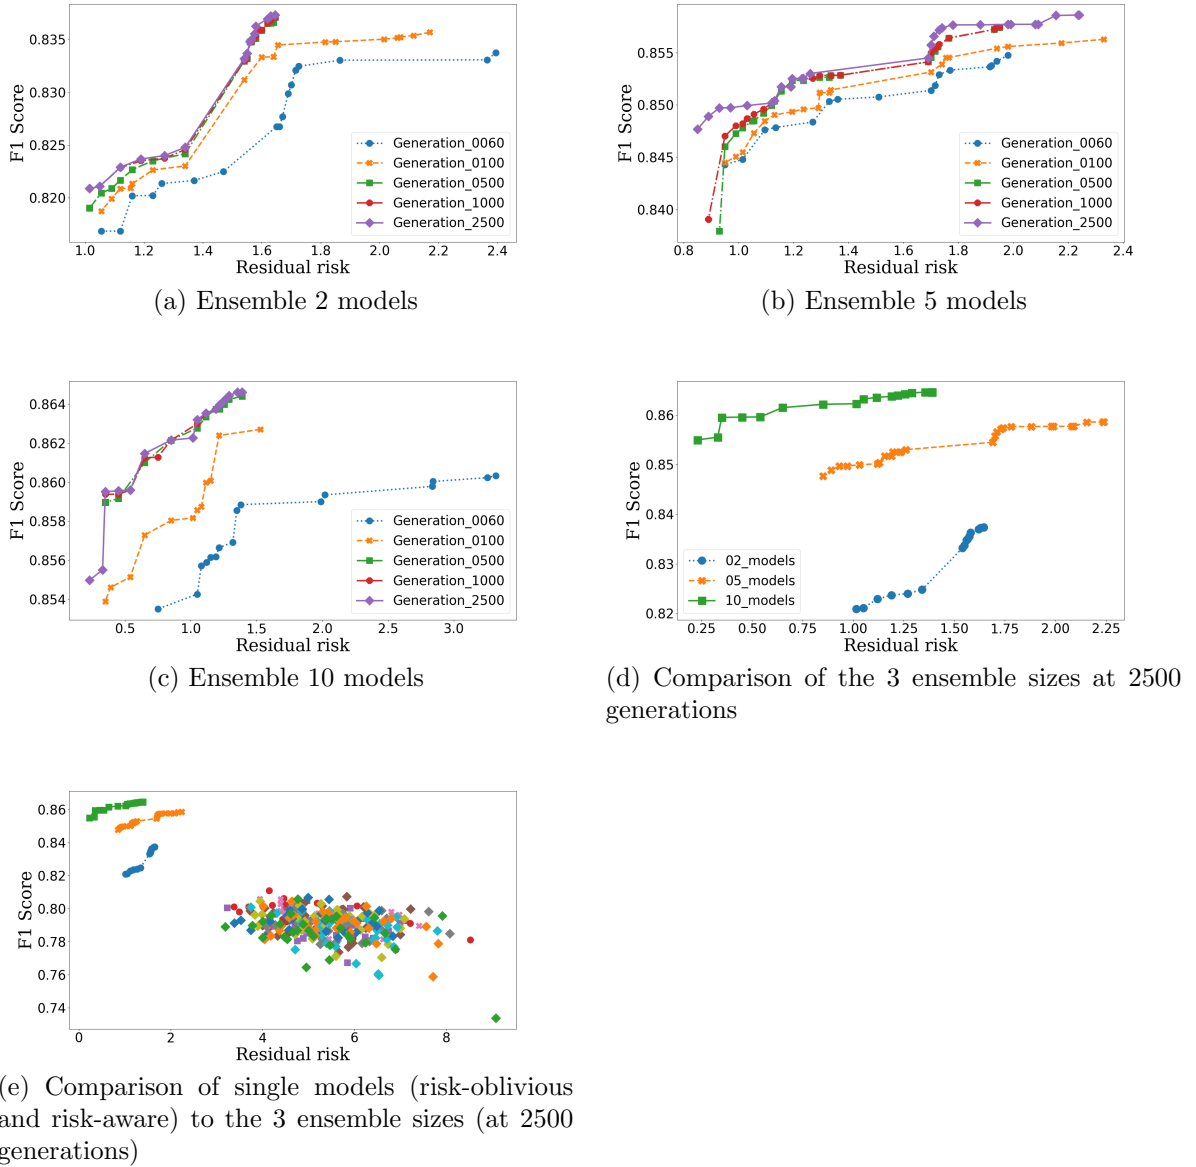 0.835
0.830
0.825
0.820
F1 Score
1.0 1.2 1.4 1.6 1.8 2.0 2.2 2.4
Residual risk
Generation_0060
Generation_0100
Generation_0500
Generation_1000
Generation_2500
(a) Ensemble 2 models
0.855
0.850
0.845
0.840
F1 Score
0.8 1.0 1.2 1.4 1.6 1.8 2.0 2.2 2.4
Residual risk
Generation_0060
Generation_0100
Generation_0500
Generation_1000
Generation_2500
(b) Ensemble 5 models
0.864
0.862
0.860
0.858
0.856
0.854
F1 Score
0.5 1.0 1.5 2.0 2.5 3.0
Residual risk
Generation_0060
Generation_0100
Generation_0500
Generation_1000
Generation_2500
(c) Ensemble 10 models
0.86
0.85
0.84
0.83
0.82
F1 Score
0.25 0.50 0.75 1.00 1.25 1.50 1.75 2.00 2.25
Residual risk
02_models
05_models
10_models
(d) Comparison of the 3 ensemble sizes at 2500
generations
0.86
0.84
0.82
0.80
0.78
0.76
0.74
F1 Score
0 2 4 6 8
Residual risk
(e) Comparison of single models (risk-oblivious
and risk-aware) to the 3 ensemble sizes (at 2500
generations)